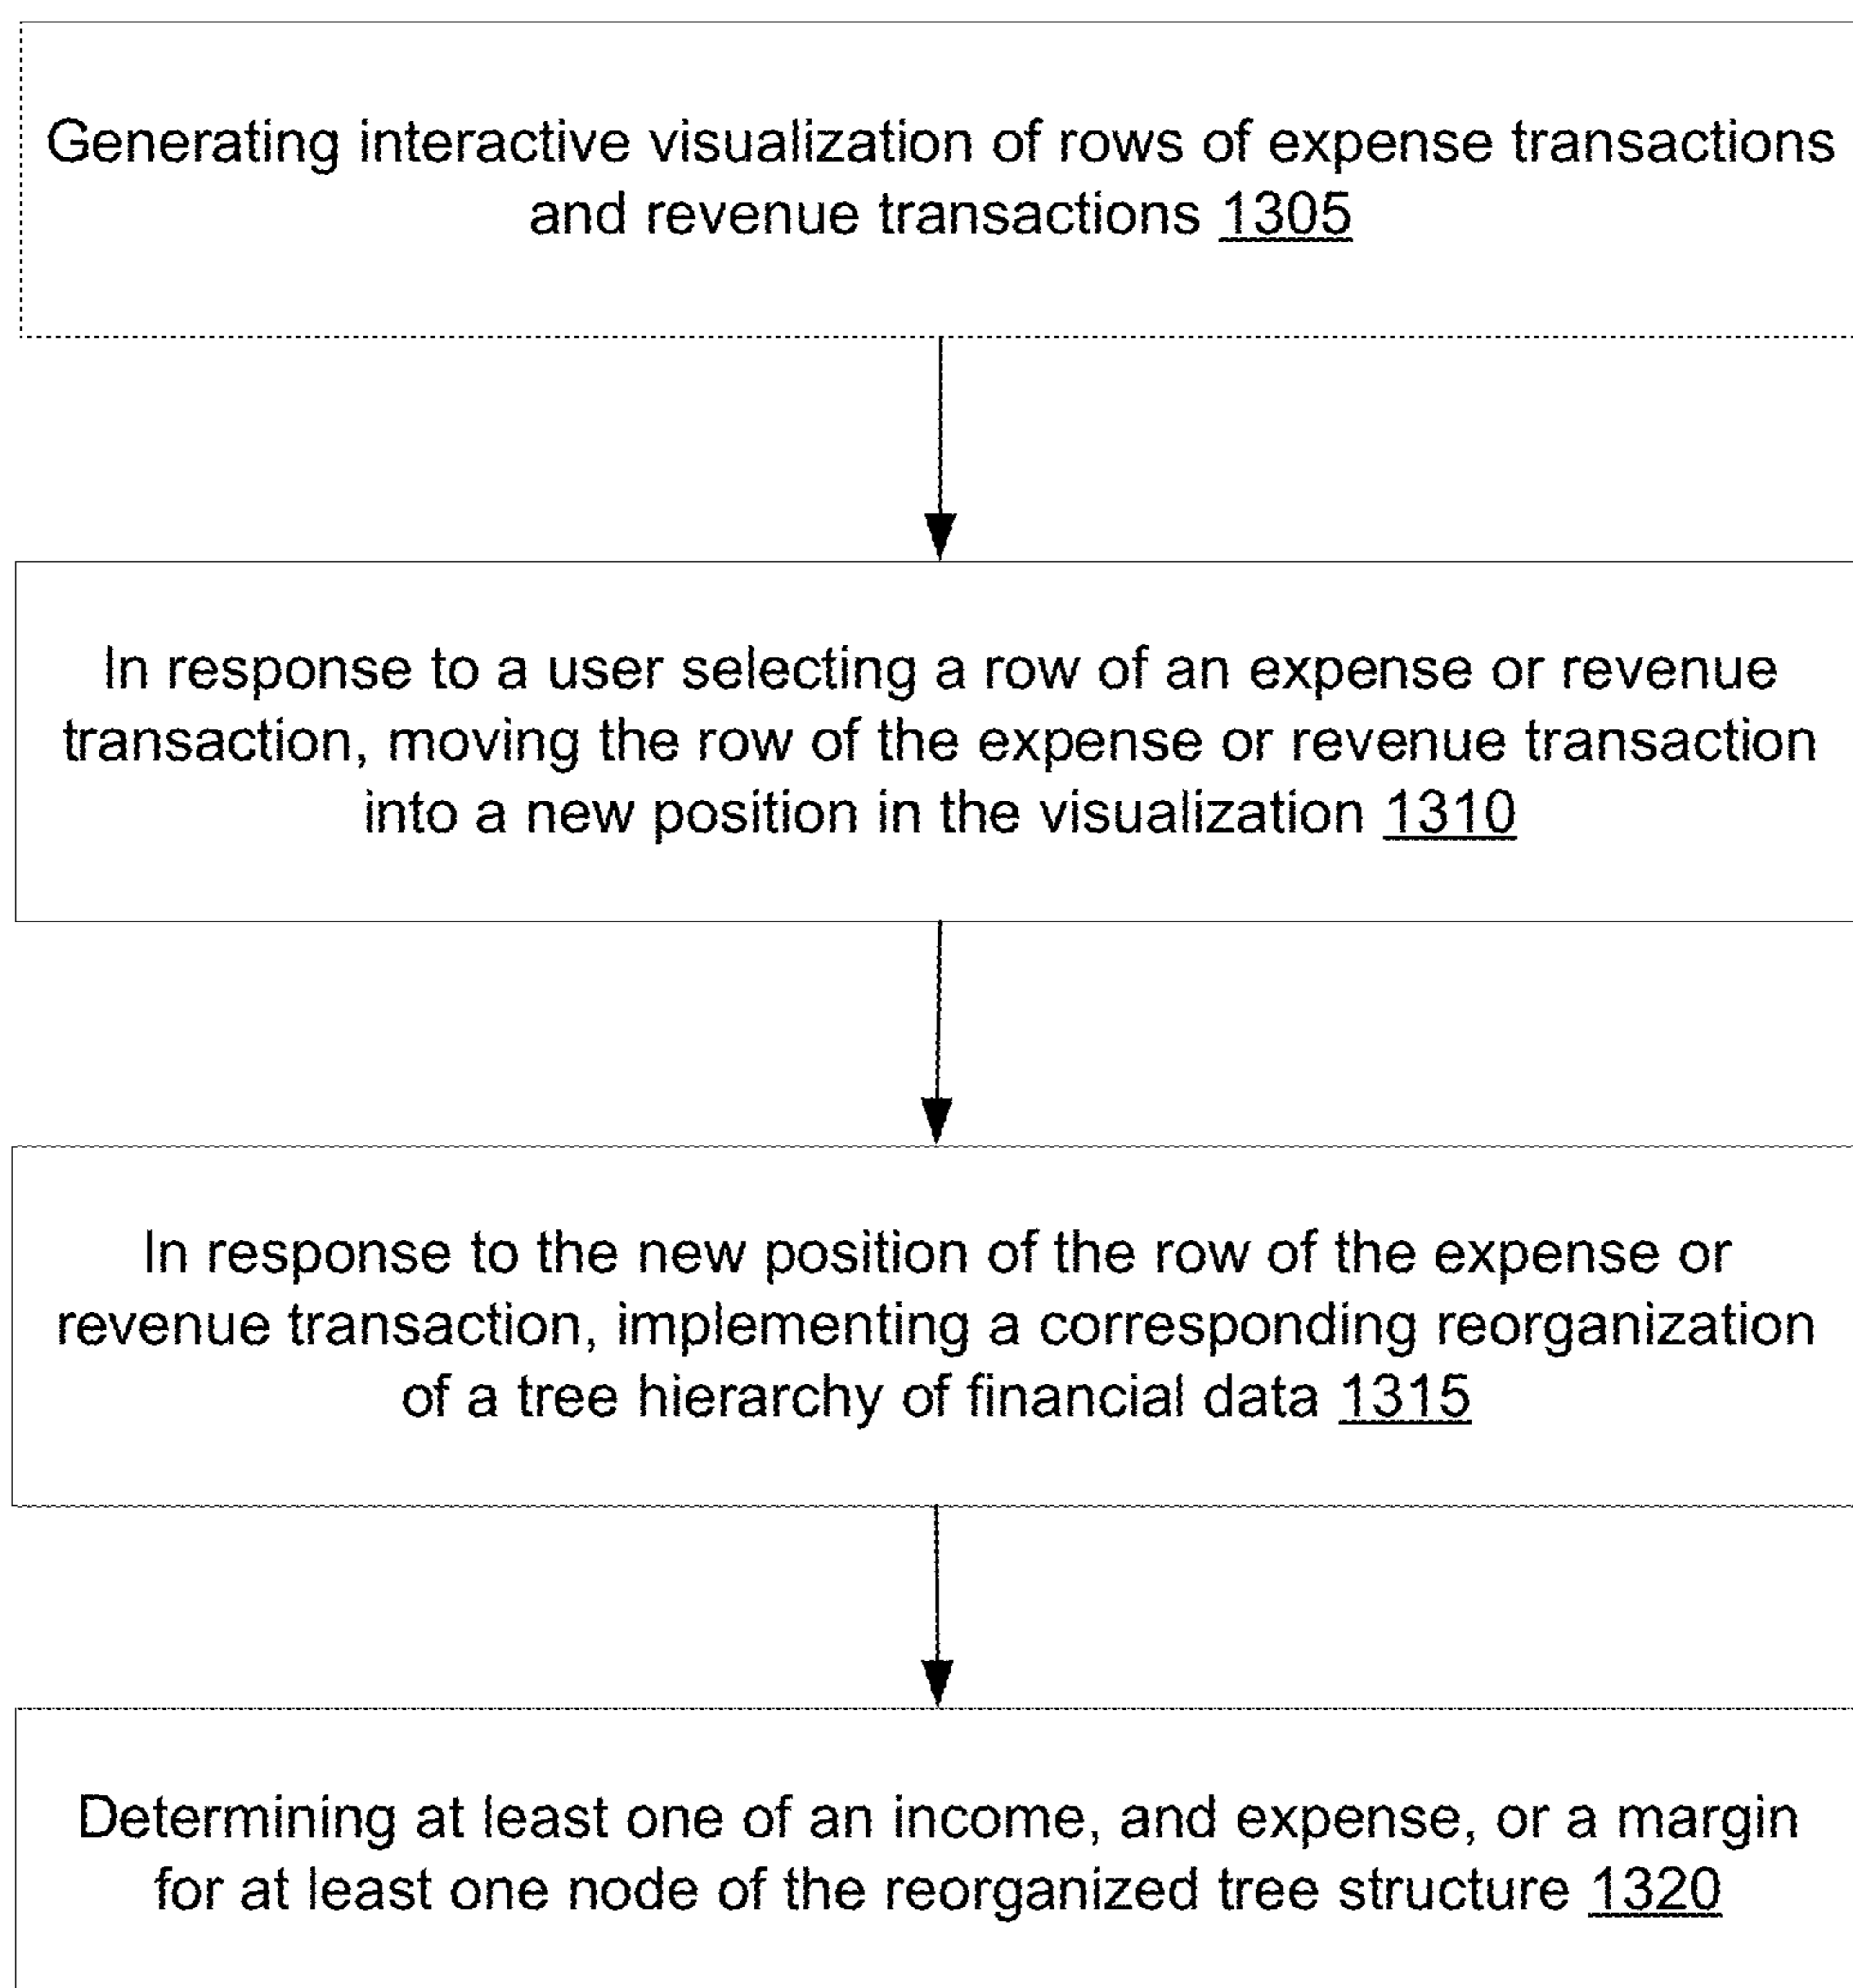 Generating interactive visualization of rows of expense transactions
and revenue transactions 1305
In response to a user selecting a row of an expense or revenue
transaction, moving the row of the expense or revenue transaction
into a new position in the visualization 1310
In response to the new position of the row of the expense or
revenue transaction, implementing a corresponding reorganization
of a tree hierarchy of financial data 1315
Determining at least one of an income, and expense, or a margin
for at least one node of the reorganized tree structure 1320